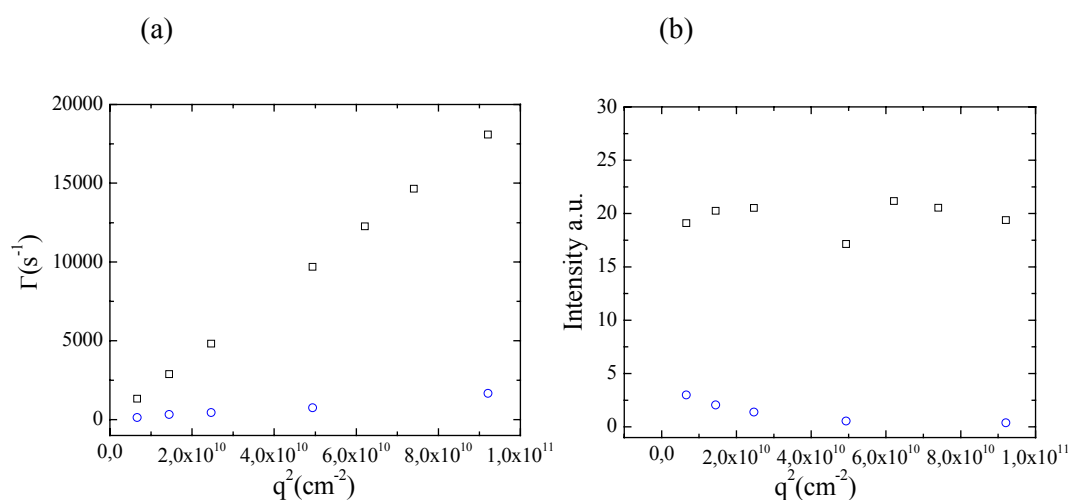 (a)
(b)
20000
15000
10000
5000
0
Γ(s⁻¹)
0,0
2,0x10¹⁰
4,0x10¹⁰
6,0x10¹⁰
8,0x10¹⁰
1,0x10¹¹
q²(cm⁻²)
30
25
20
15
10
5
0
Intensity a.u.
0,0
2,0x10¹⁰
4,0x10¹⁰
6,0x10¹⁰
8,0x10¹⁰
1,0x10¹¹
q²(cm⁻²)